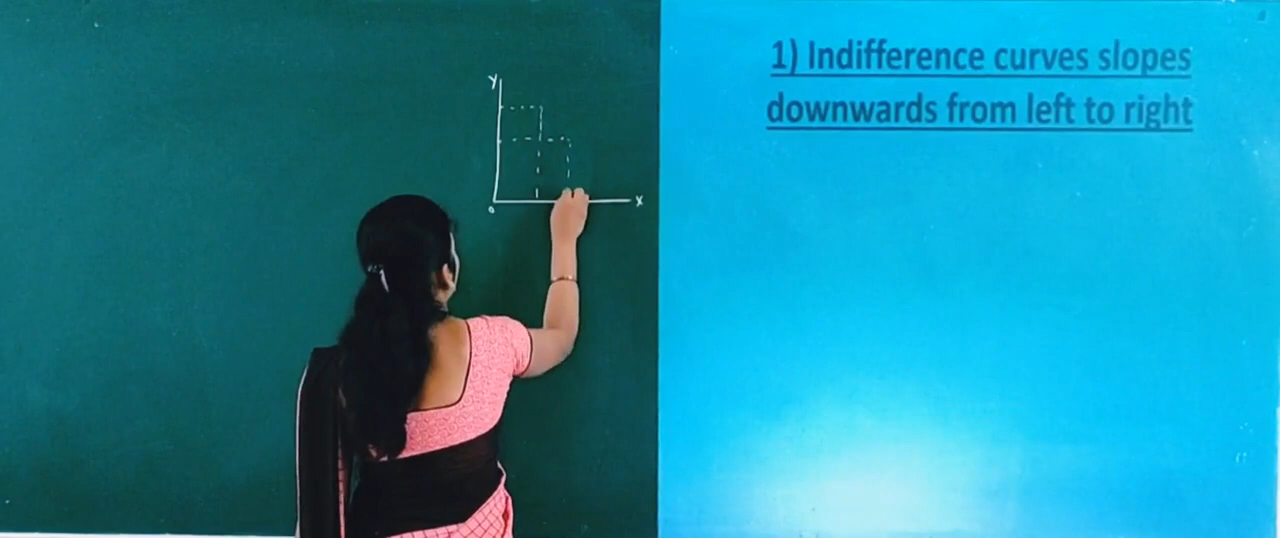 Y
O
X
1) Indifference curves slopes
downwards from left to right